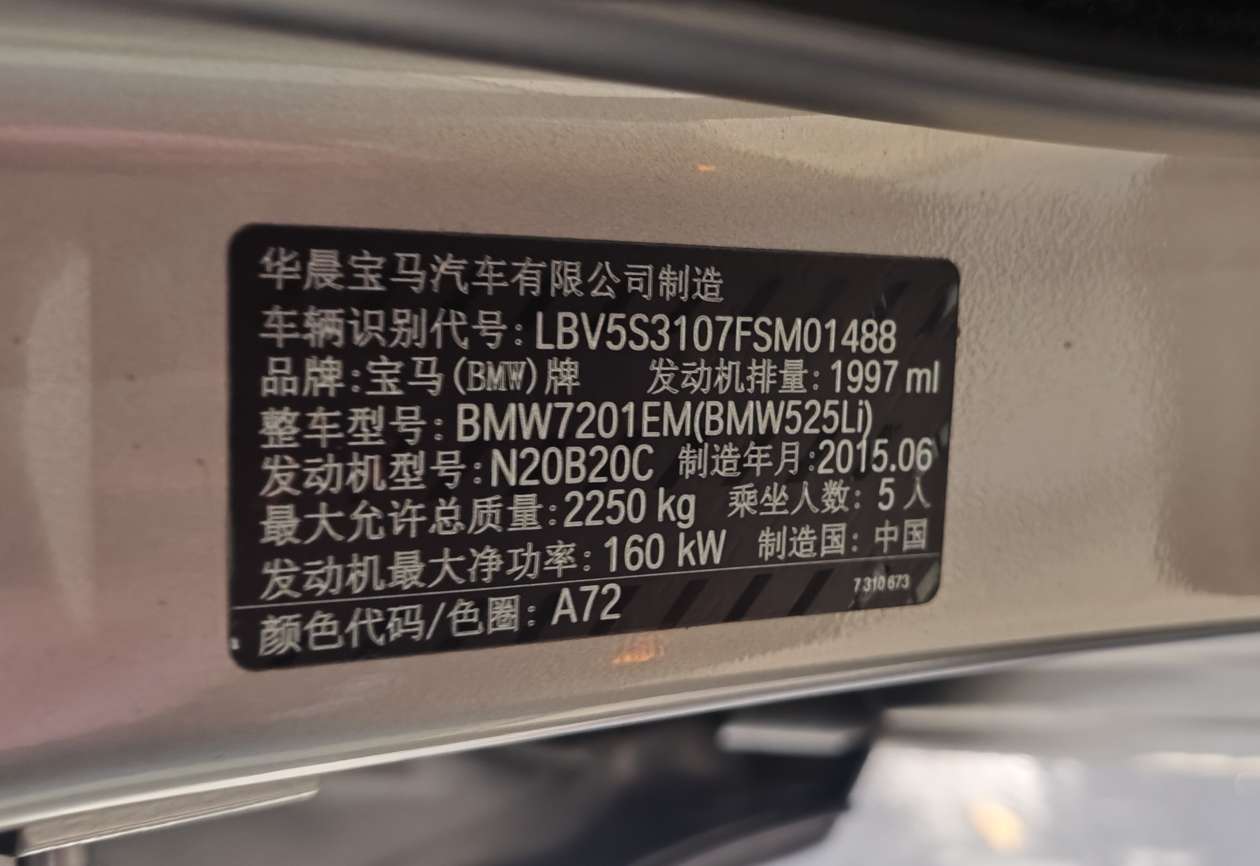 华晨宝马汽车有限公司制造
车辆识别代号:LBV5S3107FSM01488
品牌:宝马(BMW)牌 发动机排量:1997 ml
整车型号:BMW7201EM(BMW525Li)
发动机型号:N20B20C 制造年月:2015.06
最大允许总质量:2250 kg 乘坐人数:5 人
发动机最大净功率:160 kW 制造国:中国
7 310 673
颜色代码/色圈:A72